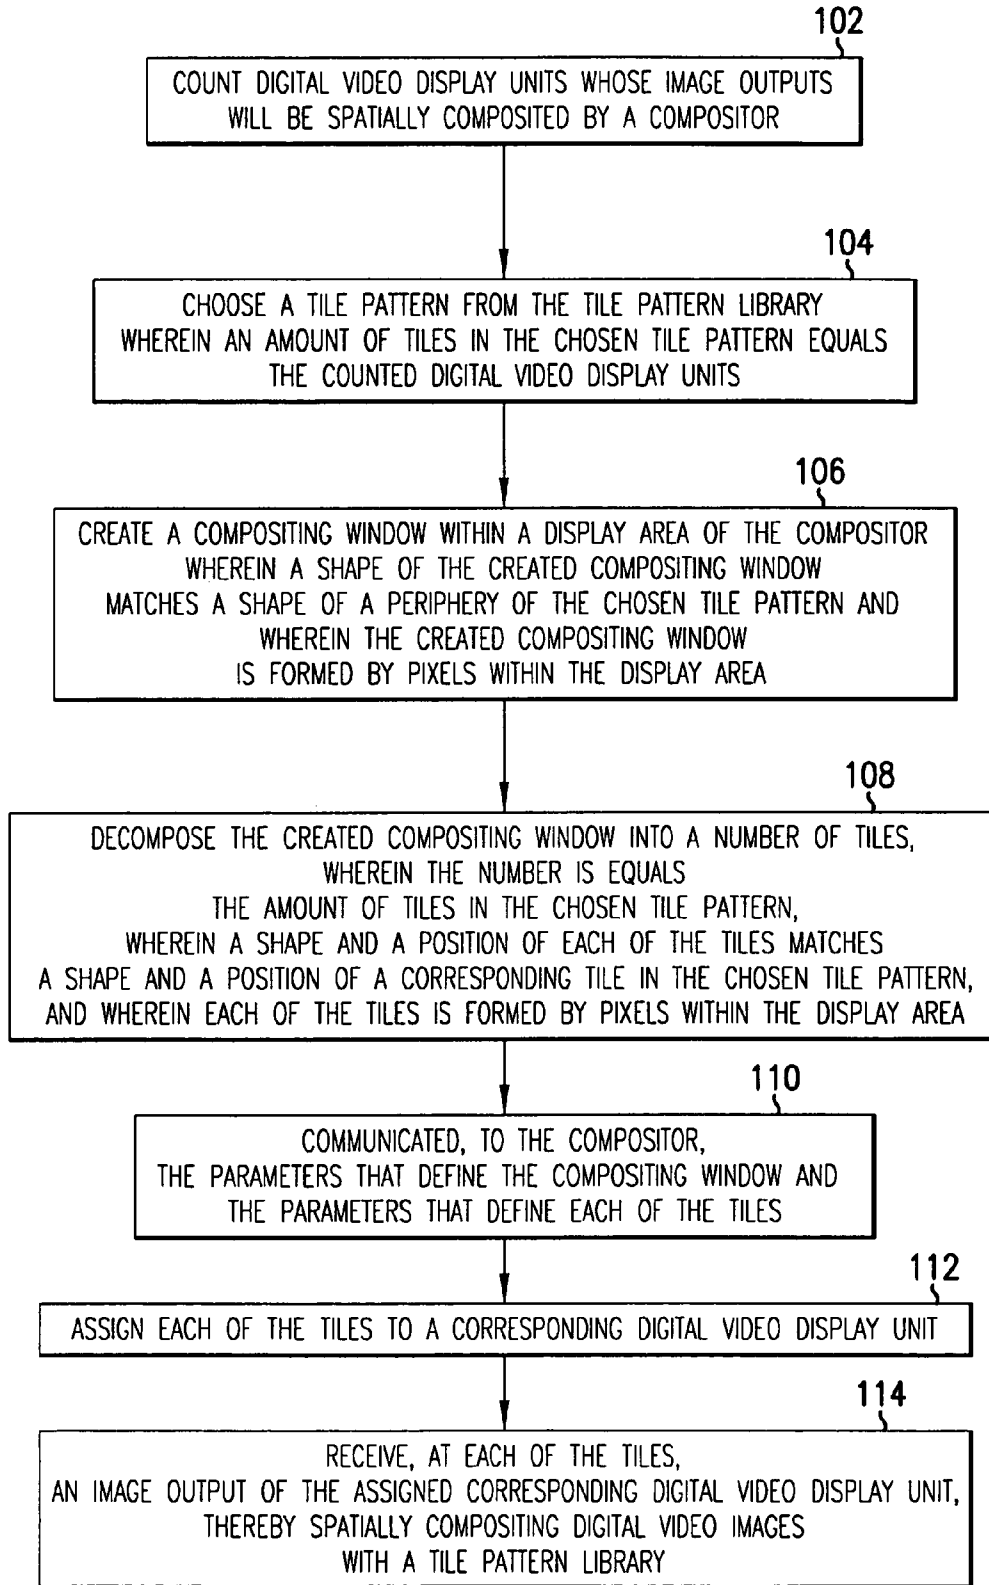 102
COUNT DIGITAL VIDEO DISPLAY UNITS WHOSE IMAGE OUTPUTS
WILL BE SPATIALLY COMPOSITED BY A COMPOSITOR
104
CHOOSE A TILE PATTERN FROM THE TILE PATTERN LIBRARY
WHEREIN AN AMOUNT OF TILES IN THE CHOSEN TILE PATTERN EQUALS
THE COUNTED DIGITAL VIDEO DISPLAY UNITS
106
CREATE A COMPOSITING WINDOW WITHIN A DISPLAY AREA OF THE COMPOSITOR
WHEREIN A SHAPE OF THE CREATED COMPOSITING WINDOW
MATCHES A SHAPE OF A PERIPHERY OF THE CHOSEN TILE PATTERN AND
WHEREIN THE CREATED COMPOSITING WINDOW
IS FORMED BY PIXELS WITHIN THE DISPLAY AREA
108
DECOMPOSE THE CREATED COMPOSITING WINDOW INTO A NUMBER OF TILES,
WHEREIN THE NUMBER IS EQUALS
THE AMOUNT OF TILES IN THE CHOSEN TILE PATTERN,
WHEREIN A SHAPE AND A POSITION OF EACH OF THE TILES MATCHES
A SHAPE AND A POSITION OF A CORRESPONDING TILE IN THE CHOSEN TILE PATTERN,
AND WHEREIN EACH OF THE TILES IS FORMED BY PIXELS WITHIN THE DISPLAY AREA
110
COMMUNICATED, TO THE COMPOSITOR,
THE PARAMETERS THAT DEFINE THE COMPOSITING WINDOW AND
THE PARAMETERS THAT DEFINE EACH OF THE TILES
112
ASSIGN EACH OF THE TILES TO A CORRESPONDING DIGITAL VIDEO DISPLAY UNIT
114
RECEIVE, AT EACH OF THE TILES,
AN IMAGE OUTPUT OF THE ASSIGNED CORRESPONDING DIGITAL VIDEO DISPLAY UNIT,
THEREBY SPATIALLY COMPOSITING DIGITAL VIDEO IMAGES
WITH A TILE PATTERN LIBRARY